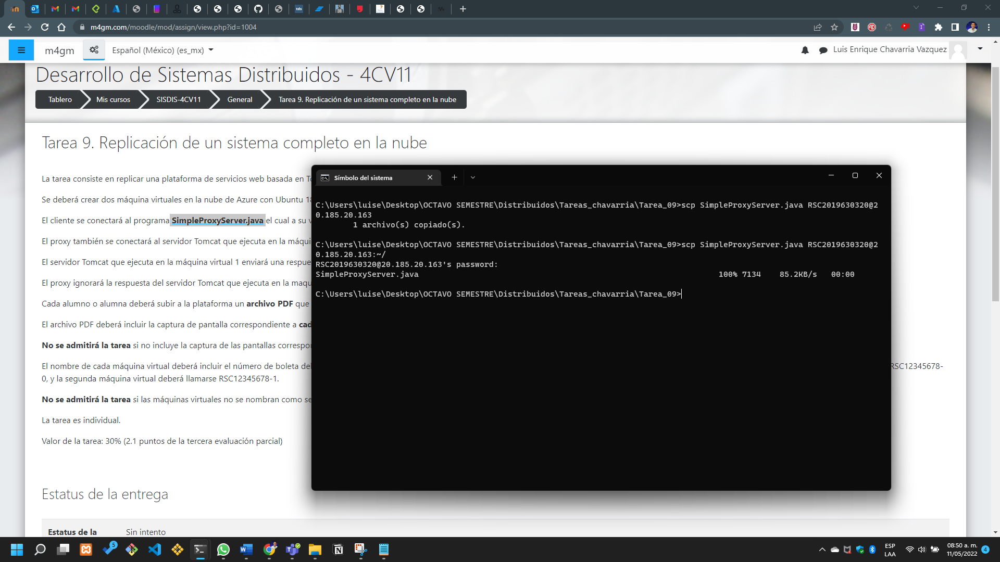 m4gm.com/moodle/mod/assign/view.php?id=1004
m4gm
Español (México) (es_mx)
Luis Enrique Chavarria Vazquez
Desarrollo de Sistemas Distribuidos - 4CV11
Tablero
Mis cursos
SISDIS-4CV11
General
Tarea 9. Replicación de un sistema completo en la nube
Tarea 9. Replicación de un sistema completo en la nube
La tarea consiste en replicar una plataforma de servicios web basada en
Se deberá crear dos máquina virtuales en la nube de Azure con Ubuntu
El cliente se conectará al programa SimpleProxyServer.java el cual a su
El proxy también se conectará al servidor Tomcat que ejecuta en la
El servidor Tomcat que ejecuta en la máquina virtual 1 enviará una
El proxy ignorará la respuesta del servidor Tomcat que ejecuta en la
Cada alumno o alumna deberá subir a la plataforma un archivo PDF que
El archivo PDF deberá incluir la captura de pantalla correspondiente a
No se admitirá la tarea si no incluye la captura de las pantallas
El nombre de cada máquina virtual deberá incluir el número de boleta
RSC12345678-
0, y la segunda máquina virtual deberá llamarse RSC12345678-1.
No se admitirá la tarea si las máquinas virtuales no se nombran como
La tarea es individual.
Valor de la tarea: 30% (2.1 puntos de la tercera evaluación parcial)
Estatus de la entrega
Estatus de la
Sin intento
Símbolo del sistema
C:\Users\luise\Desktop\OCTAVO SEMESTRE\Distribuidos\Tareas_chavarria\Tarea_09>scp SimpleProxyServer.java RSC2019630320@2
0.185.20.163
1 archivo(s) copiado(s).
C:\Users\luise\Desktop\OCTAVO SEMESTRE\Distribuidos\Tareas_chavarria\Tarea_09>scp SimpleProxyServer.java RSC2019630320@2
0.185.20.163:~/
RSC2019630320@20.185.20.163's password:
SimpleProxyServer.java 100% 7134 85.2KB/s 00:00
C:\Users\luise\Desktop\OCTAVO SEMESTRE\Distribuidos\Tareas_chavarria\Tarea_09>
5
ESP
LAA
08:50 a. m.
11/05/2022
4